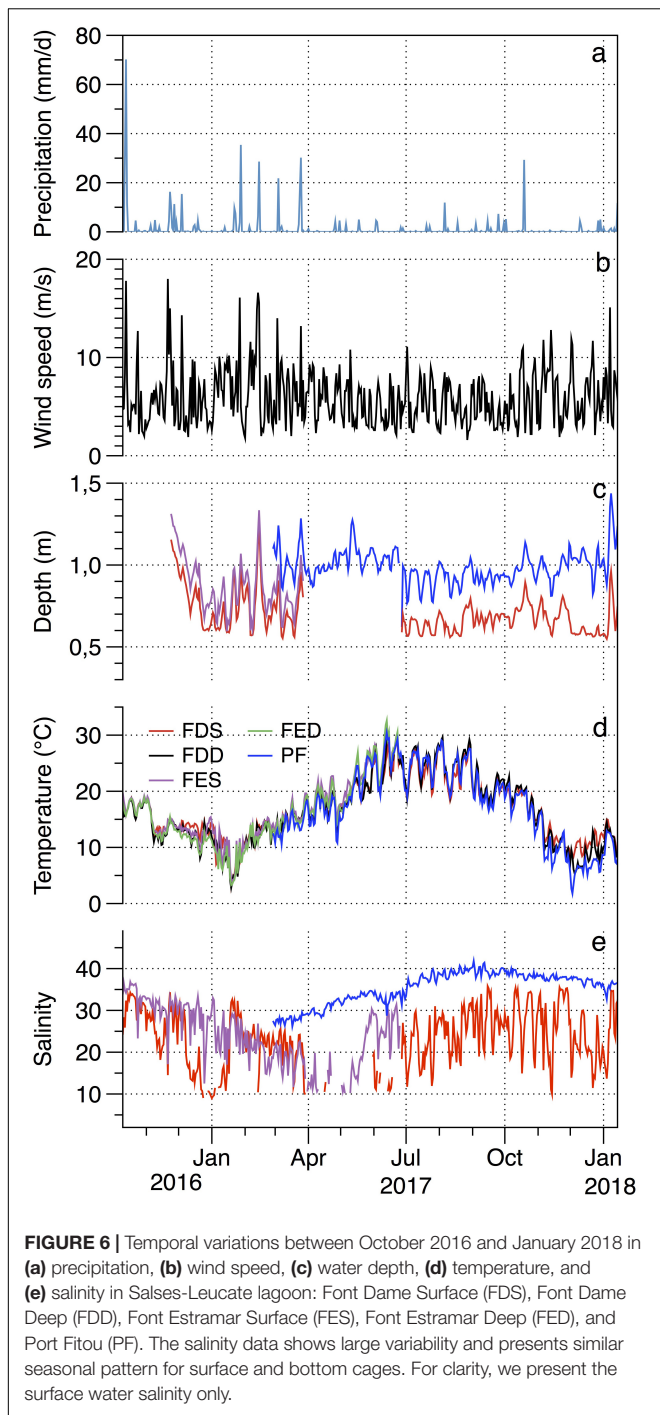 a
80
60
40
20
0
Precipitation (mm/d)
b
20
10
0
Wind speed (m/s)
c
1,5
1,0
0,5
Depth (m)
d
30
20
10
0
Temperature (°C)
FDS FED
FDD PF
FES
e
40
30
20
10
Salinity
Jan Apr Jul Oct Jan
2016 2017 2018
FIGURE 6 | Temporal variations between October 2016 and January 2018 in
(a) precipitation, (b) wind speed, (c) water depth, (d) temperature, and
(e) salinity in Salses-Leucate lagoon: Font Dame Surface (FDS), Font Dame
Deep (FDD), Font Estramar Surface (FES), Font Estramar Deep (FED), and
Port Fitou (PF). The salinity data shows large variability and presents similar
seasonal pattern for surface and bottom cages. For clarity, we present the
surface water salinity only.